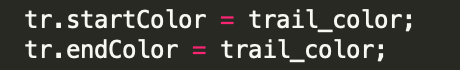 tr.startColor = trail_color;
tr.endColor = trail_color;